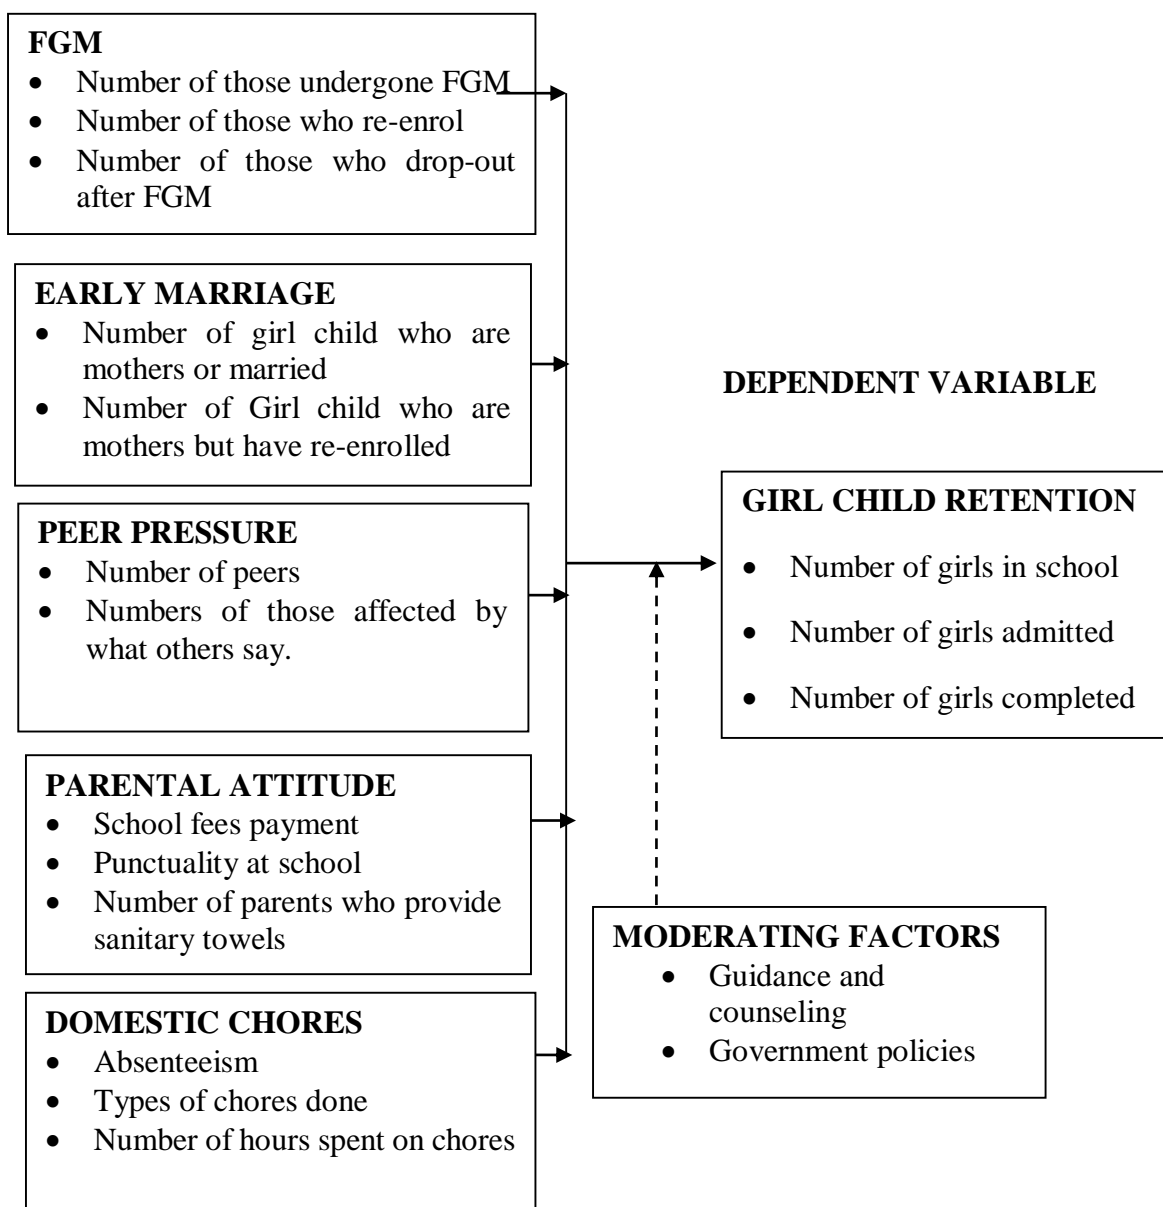 FGM
• Number of those undergone FGM
• Number of those who re-enrol
• Number of those who drop-out
after FGM
EARLY MARRIAGE
• Number of girl child who are
mothers or married
• Number of Girl child who are
mothers but have re-enrolled
PEER PRESSURE
• Number of peers
• Numbers of those affected by
what others say.
PARENTAL ATTITUDE
• School fees payment
• Punctuality at school
• Number of parents who provide
sanitary towels
DOMESTIC CHORES
• Absenteeism
• Types of chores done
• Number of hours spent on chores
DEPENDENT VARIABLE
GIRL CHILD RETENTION
• Number of girls in school
• Number of girls admitted
• Number of girls completed
MODERATING FACTORS
• Guidance and
counseling
• Government policies